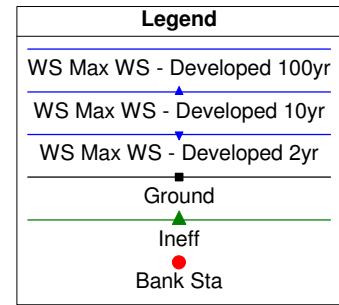 Legend
WS Max WS - Developed 100yr
WS Max WS - Developed 10yr
WS Max WS - Developed 2yr
Ground
Ineff
Bank Sta